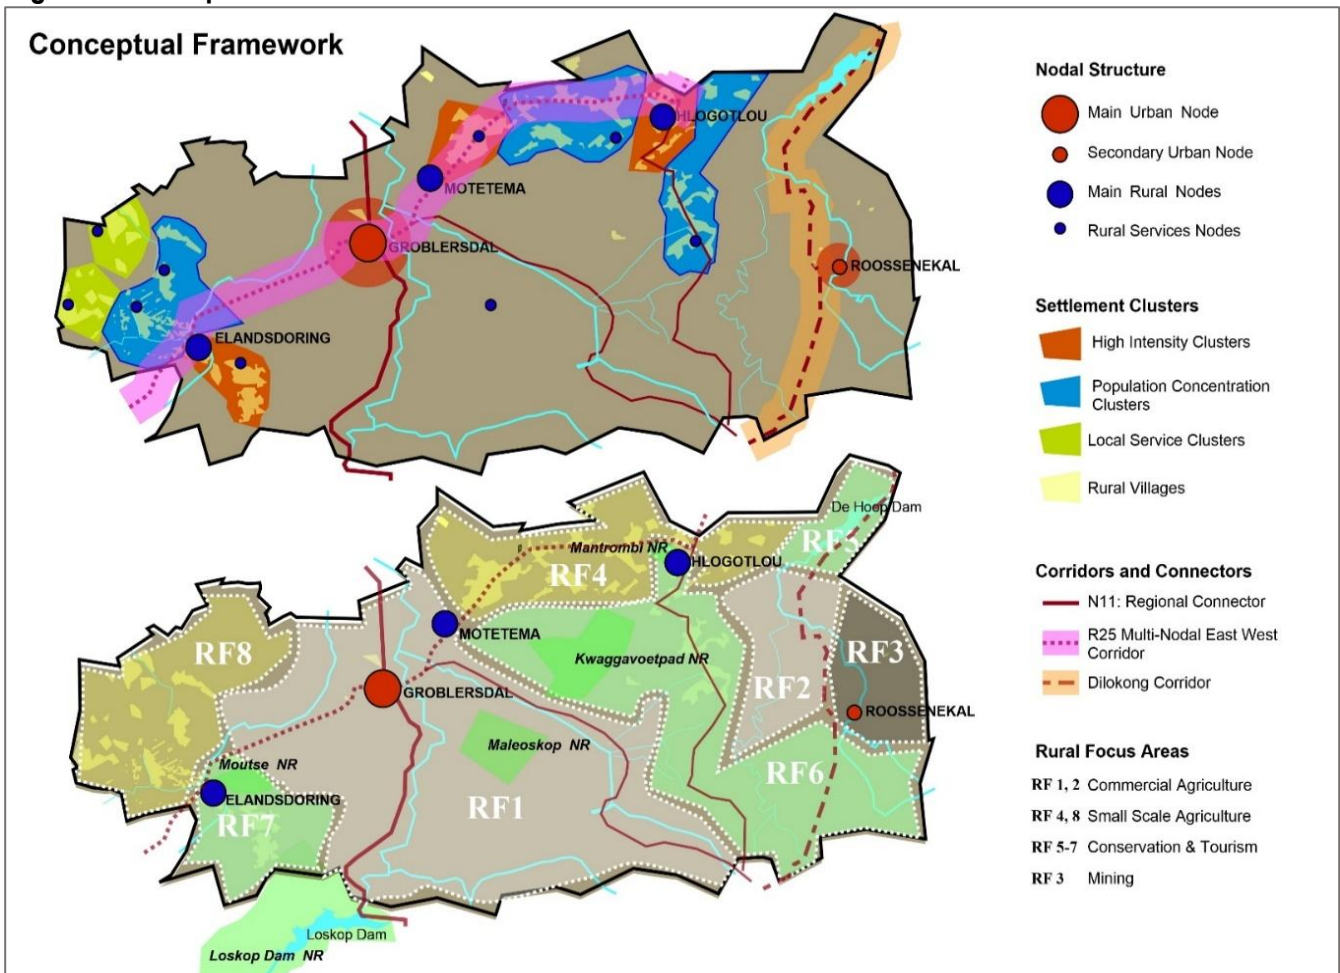 Conceptual Framework
HLOGOTLOU
MOTETEMA
GROBLERSDAL
ROOSSENEKAL
ELANDSDORING
Nodal Structure
Main Urban Node
Secondary Urban Node
Main Rural Nodes
Rural Services Nodes
Settlement Clusters
High Intensity Clusters
Population Concentration
Clusters
Local Service Clusters
Rural Villages
Corridors and Connectors
N11: Regional Connector
R25 Multi-Nodal East West
Corridor
Dilokong Corridor
Rural Focus Areas
RF 1, 2 Commercial Agriculture
RF 4, 8 Small Scale Agriculture
RF 5-7 Conservation & Tourism
RF 3 Mining
De Hoop Dam
RF5
Mantrombi NR
HLOGOTLOU
RF4
MOTETEMA
RF8
Kwaggavoetpad NR
RF3
RF2
GROBLERSDAL
ROOSSENEKAL
Maleoskop NR
Moutse NR
RF6
ELANDSDORING
RF1
RF7
Loskop Dam
Loskop Dam NR